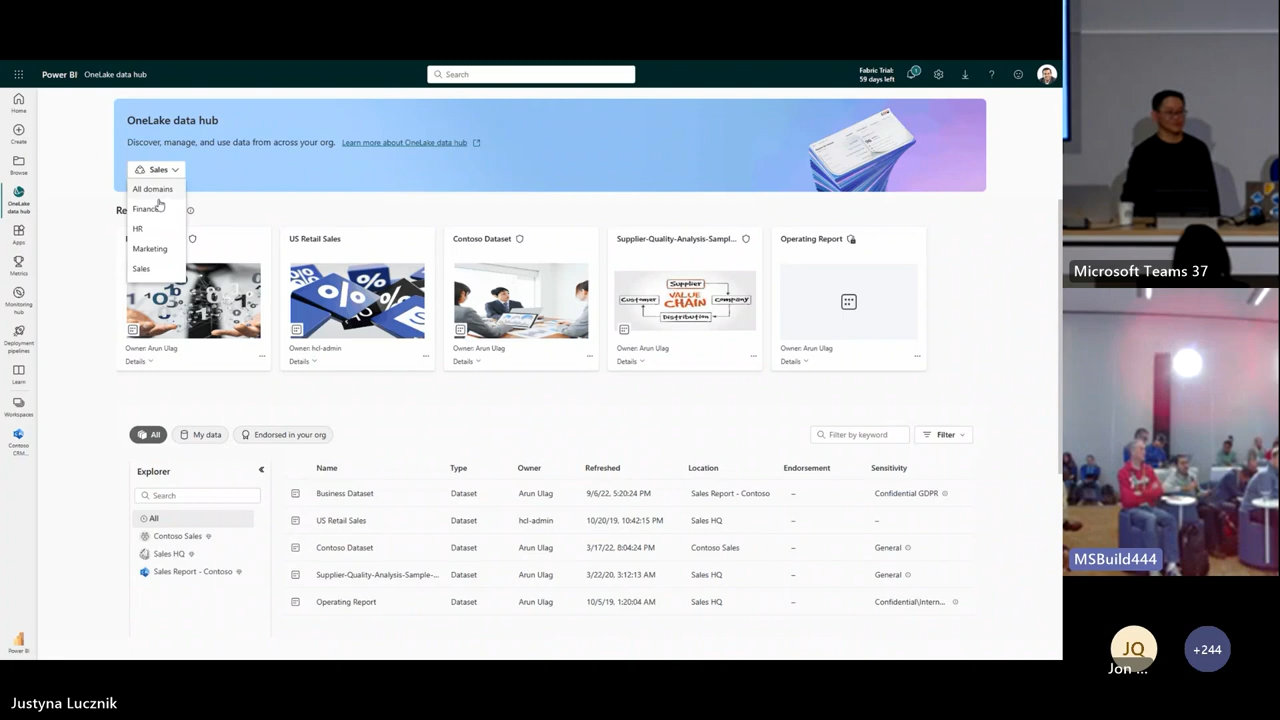 Power BI OneLake data hub
Search
Fabric Trial:
59 days left
1
Home
Create
Browse
OneLake
data hub
Apps
Metrics
Monitoring
hub
Deployment
pipelines
Learn
Workspaces
Contoso
CRM...
Power BI
OneLake data hub
Discover, manage, and use data from across your org. Learn more about OneLake data hub
Sales
All domains
Finance
HR
Marketing
Sales
US Retail Sales
Contoso Dataset
Supplier-Quality-Analysis-Sampl...
Operating Report
Supplier
Customer
VALUE
CHAIN
Company
Distribution
Owner: Arun Ulag
Details
Owner: hcl-admin
Details
Owner: Arun Ulag
Details
Owner: Arun Ulag
Details
Owner: Arun Ulag
Details
All My data Endorsed in your org
Filter by keyword Filter
Explorer
Search
All
Contoso Sales
Sales HQ
Sales Report - Contoso
Name Type Owner Refreshed Location Endorsement Sensitivity
Business Dataset Dataset Arun Ulag 9/6/22, 5:20:24 PM Sales Report - Contoso – Confidential GDPR
US Retail Sales Dataset hcl-admin 10/20/19, 10:42:15 PM Sales HQ – –
Contoso Dataset Dataset Arun Ulag 3/17/22, 8:04:24 PM Contoso Sales – General
Supplier-Quality-Analysis-Sample-... Dataset Arun Ulag 3/22/20, 3:12:13 AM Sales HQ – General
Operating Report Dataset Arun Ulag 10/5/19, 1:20:04 AM Sales HQ – Confidential\Intern...
Microsoft Teams 37
MSBuild444
JQ
Jon ...
+244
Justyna Lucznik